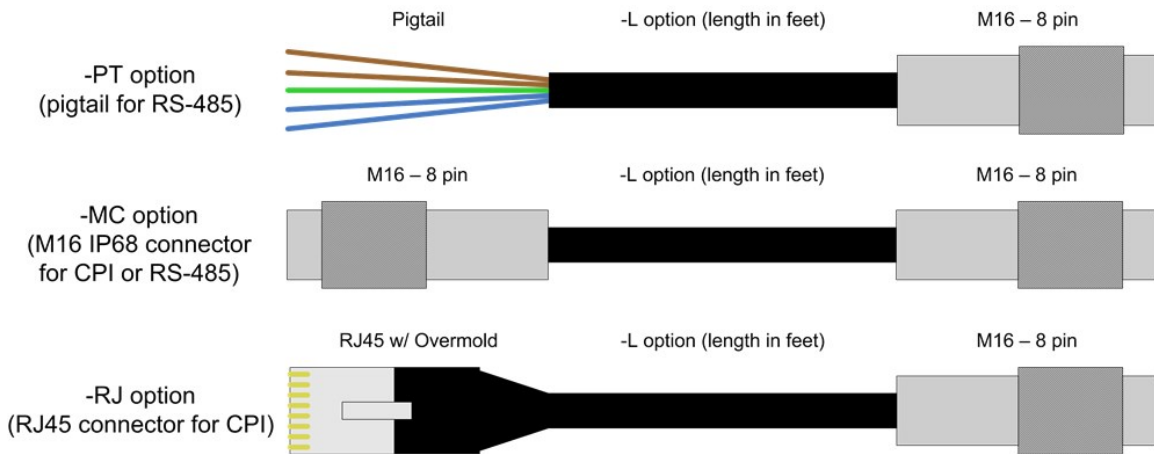 Pigtail
-L option (length in feet)
M16 – 8 pin
-PT option
(pigtail for RS-485)
M16 – 8 pin
-L option (length in feet)
M16 – 8 pin
-MC option
(M16 IP68 connector
for CPI or RS-485)
RJ45 w/ Overmold
-L option (length in feet)
M16 – 8 pin
-RJ option
(RJ45 connector for CPI)